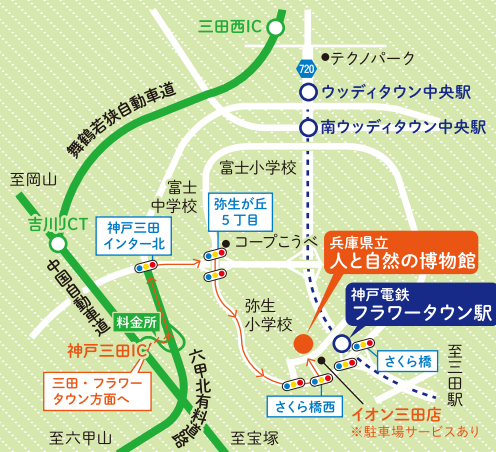 三田西IC
テクノパーク
720
ウッディタウン中央駅
南ウッディタウン中央駅
舞鶴若狭自動車道
富士小学校
至岡山
富士
中学校
弥生が丘
5丁目
吉川JCT
神戸三田
インター北
コープこうべ
兵庫県立
人と自然の博物館
中国自動車道
神戸電鉄
フラワータウン駅
料金所
弥生
小学校
神戸三田IC
さくら橋
至三田駅
三田・フラワー
タウン方面へ
六甲北有料道路
さくら橋西
イオン三田店
※駐車場サービスあり
至六甲山
至宝塚